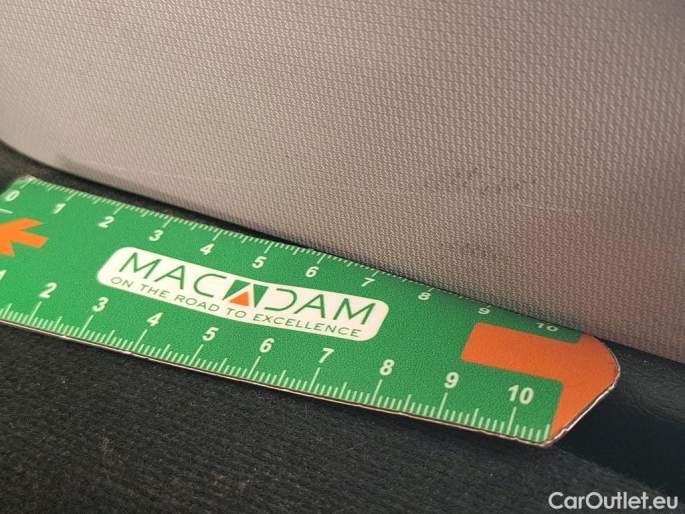 0 1 2 3 4 5 6 7 8 9 10
MACADAM
ON THE ROAD TO EXCELLENCE
1 2 3 4 5 6 7 8 9 10
CarOutlet.eu